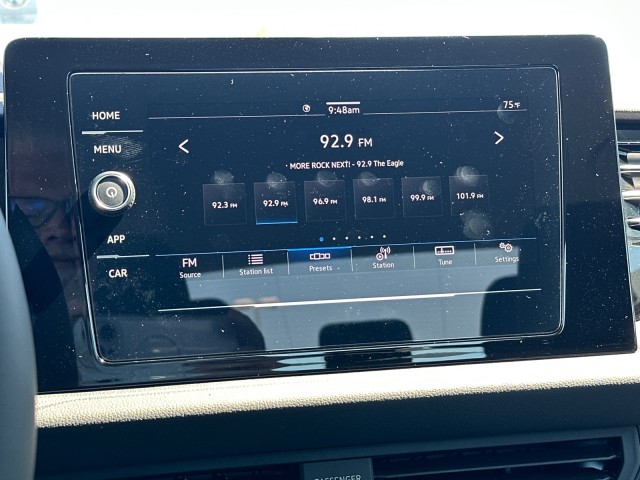 HOME
MENU
APP
CAR
9:48am
75°F
92.9 FM
MORE ROCK NEXT! - 92.9 The Eagle
92.3 FM
92.9 FM
96.9 FM
98.1 FM
99.9 FM
101.9 FM
FM
Source
Station list
Presets
Station
Tune
Settings
PASSENGER